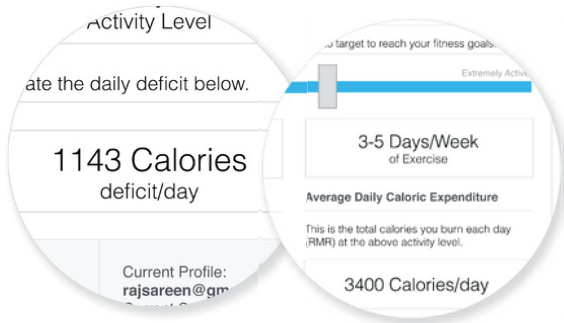 Activity Level
ate the daily deficit below.
1143 Calories
deficit/day
Current Profile:
rajsareen@gm
target to reach your fitness goals.
Extremely Active
3-5 Days/Week
of Exercise
Average Daily Caloric Expenditure
This is the total calories you burn each day
(RMR) at the above activity level.
3400 Calories/day